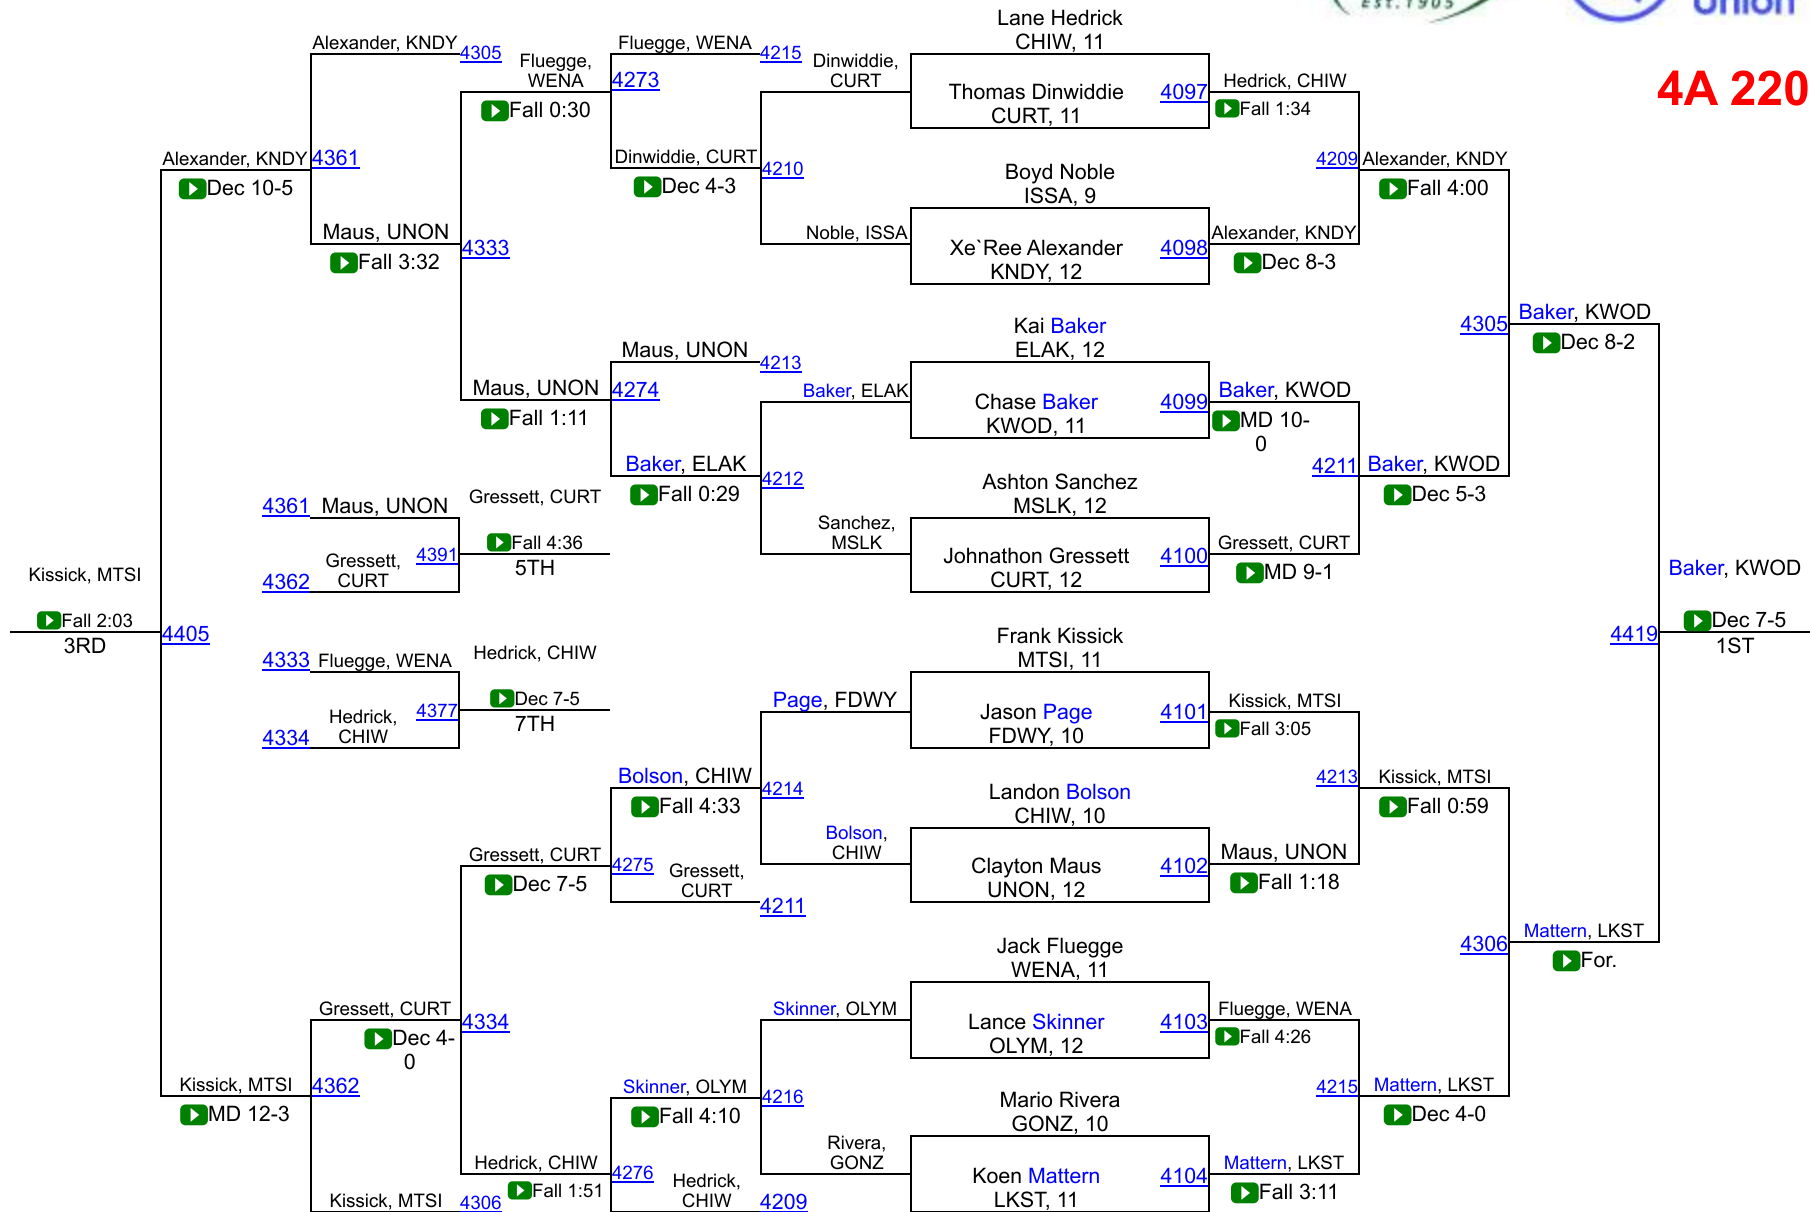 EST.1905
Union
4A 220
Lane Hedrick
CHIW, 11
Thomas Dinwiddie
CURT, 11
4097
Hedrick, CHIW
Fall 1:34
Boyd Noble
ISSA, 9
Xe`Ree Alexander
KNDY, 12
4098
Alexander, KNDY
Dec 8-3
4209
Alexander, KNDY
Fall 4:00
Kai Baker
ELAK, 12
Chase Baker
KWOD, 11
4099
Baker, KWOD
MD 10-
0
Ashton Sanchez
MSLK, 12
Johnathon Gressett
CURT, 12
4100
Gressett, CURT
MD 9-1
4211
Baker, KWOD
Dec 5-3
4305
Baker, KWOD
Dec 8-2
Frank Kissick
MTSI, 11
Jason Page
FDWY, 10
4101
Kissick, MTSI
Fall 3:05
Landon Bolson
CHIW, 10
Clayton Maus
UNON, 12
4102
Maus, UNON
Fall 1:18
4213
Kissick, MTSI
Fall 0:59
Jack Fluegge
WENA, 11
Lance Skinner
OLYM, 12
4103
Fluegge, WENA
Fall 4:26
Mario Rivera
GONZ, 10
Koen Mattern
LKST, 11
4104
Mattern, LKST
Fall 3:11
4215
Mattern, LKST
Dec 4-0
4306
Mattern, LKST
For.
4419
Baker, KWOD
Dec 7-5
1ST
Dinwiddie,
CURT
Noble, ISSA
4210
Dinwiddie, CURT
Dec 4-3
Fluegge, WENA
4215
4273
Fluegge,
WENA
Fall 0:30
Baker, ELAK
Sanchez,
MSLK
4212
Baker, ELAK
Fall 0:29
Maus, UNON
4213
4274
Maus, UNON
Fall 1:11
4333
Maus, UNON
Fall 3:32
Alexander, KNDY
4305
4361
Alexander, KNDY
Dec 10-5
4361
Maus, UNON
4362
Gressett,
CURT
4391
Gressett, CURT
Fall 4:36
5TH
4333
Fluegge, WENA
4334
Hedrick,
CHIW
4377
Hedrick, CHIW
Dec 7-5
7TH
Page, FDWY
Bolson,
CHIW
4214
Bolson, CHIW
Fall 4:33
Gressett,
CURT
4211
4275
Gressett, CURT
Dec 7-5
Skinner, OLYM
Rivera,
GONZ
4216
Skinner, OLYM
Fall 4:10
Hedrick,
CHIW
4209
4276
Hedrick, CHIW
Fall 1:51
4334
Gressett, CURT
Dec 4-
0
Kissick, MTSI
4306
4362
Kissick, MTSI
MD 12-3
4405
Kissick, MTSI
Fall 2:03
3RD